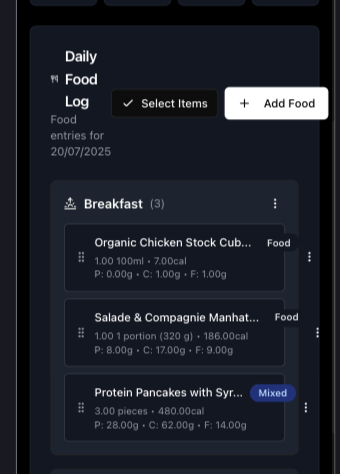 Daily
Food
Log
Select Items
Add Food
Food
entries for
20/07/2025
Breakfast (3)
Organic Chicken Stock Cub... Food
1.00 100ml • 7.00cal
P: 0.00g • C: 1.00g • F: 1.00g
Salade & Compagnie Manhat... Food
1.00 1 portion (320 g) • 186.00cal
P: 8.00g • C: 17.00g • F: 9.00g
Protein Pancakes with Syr... Mixed
3.00 pieces • 480.00cal
P: 28.00g • C: 62.00g • F: 14.00g